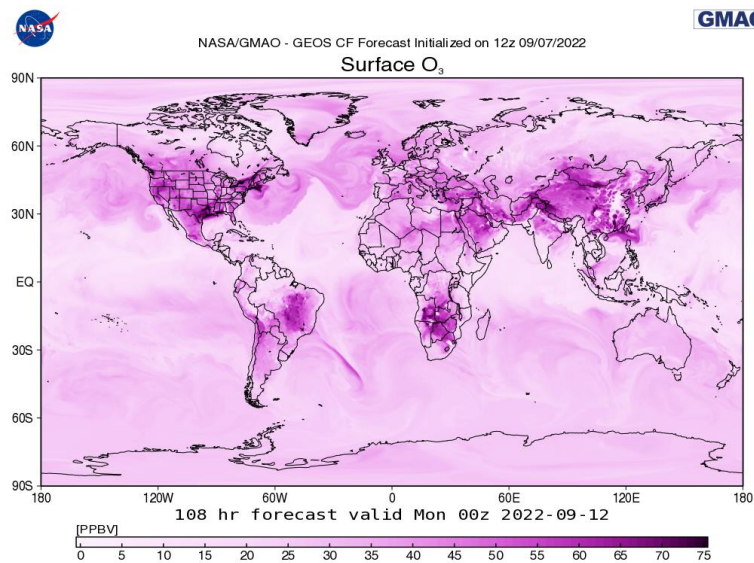 NASA
GMAO
NASA/GMAO - GEOS CF Forecast Initialized on 12z 09/07/2022
Surface O₃
90N
60N
30N
EQ
30S
60S
90S
180 120W 60W 0 60E 120E 180
108 hr forecast valid Mon 00z 2022-09-12
[PPBV]
0 5 10 15 20 25 30 35 40 45 50 55 60 65 70 75